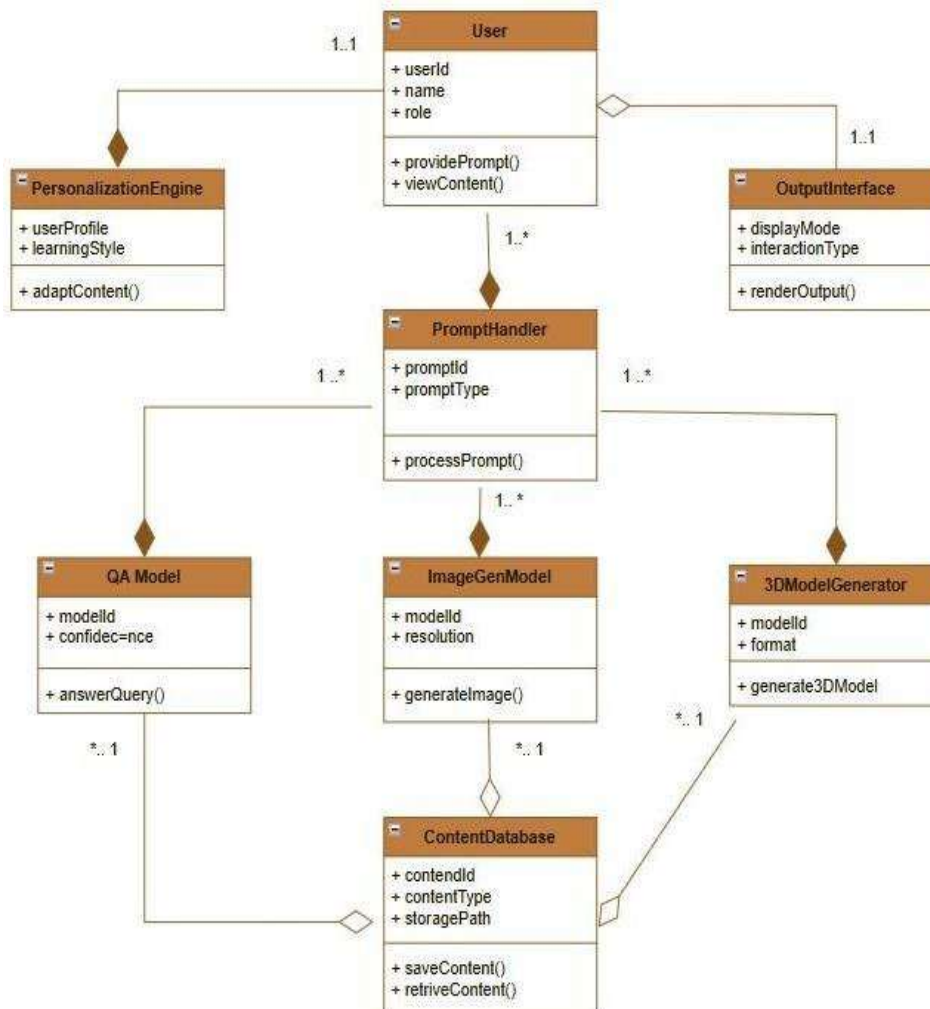 User
1..1
+ userId
+ name
+ role
+ providePrompt()
+ viewContent()
1..1
PersonalizationEngine
+ userProfile
+ learningStyle
+ adaptContent()
OutputInterface
+ displayMode
+ interactionType
+ renderOutput()
1..*
PromptHandler
+ promptId
+ promptType
+ processPrompt()
1 ..*
1 ..*
1.. *
QA Model
+ modelId
+ confidec=nce
+ answerQuery()
ImageGenModel
+ modelId
+ resolution
+ generateImage()
3DModelGenerator
+ modelId
+ format
+ generate3DModel
*.. 1
*.. 1
*.. 1
ContentDatabase
+ contendId
+ contentType
+ storagePath
+ saveContent()
+ retriveContent()